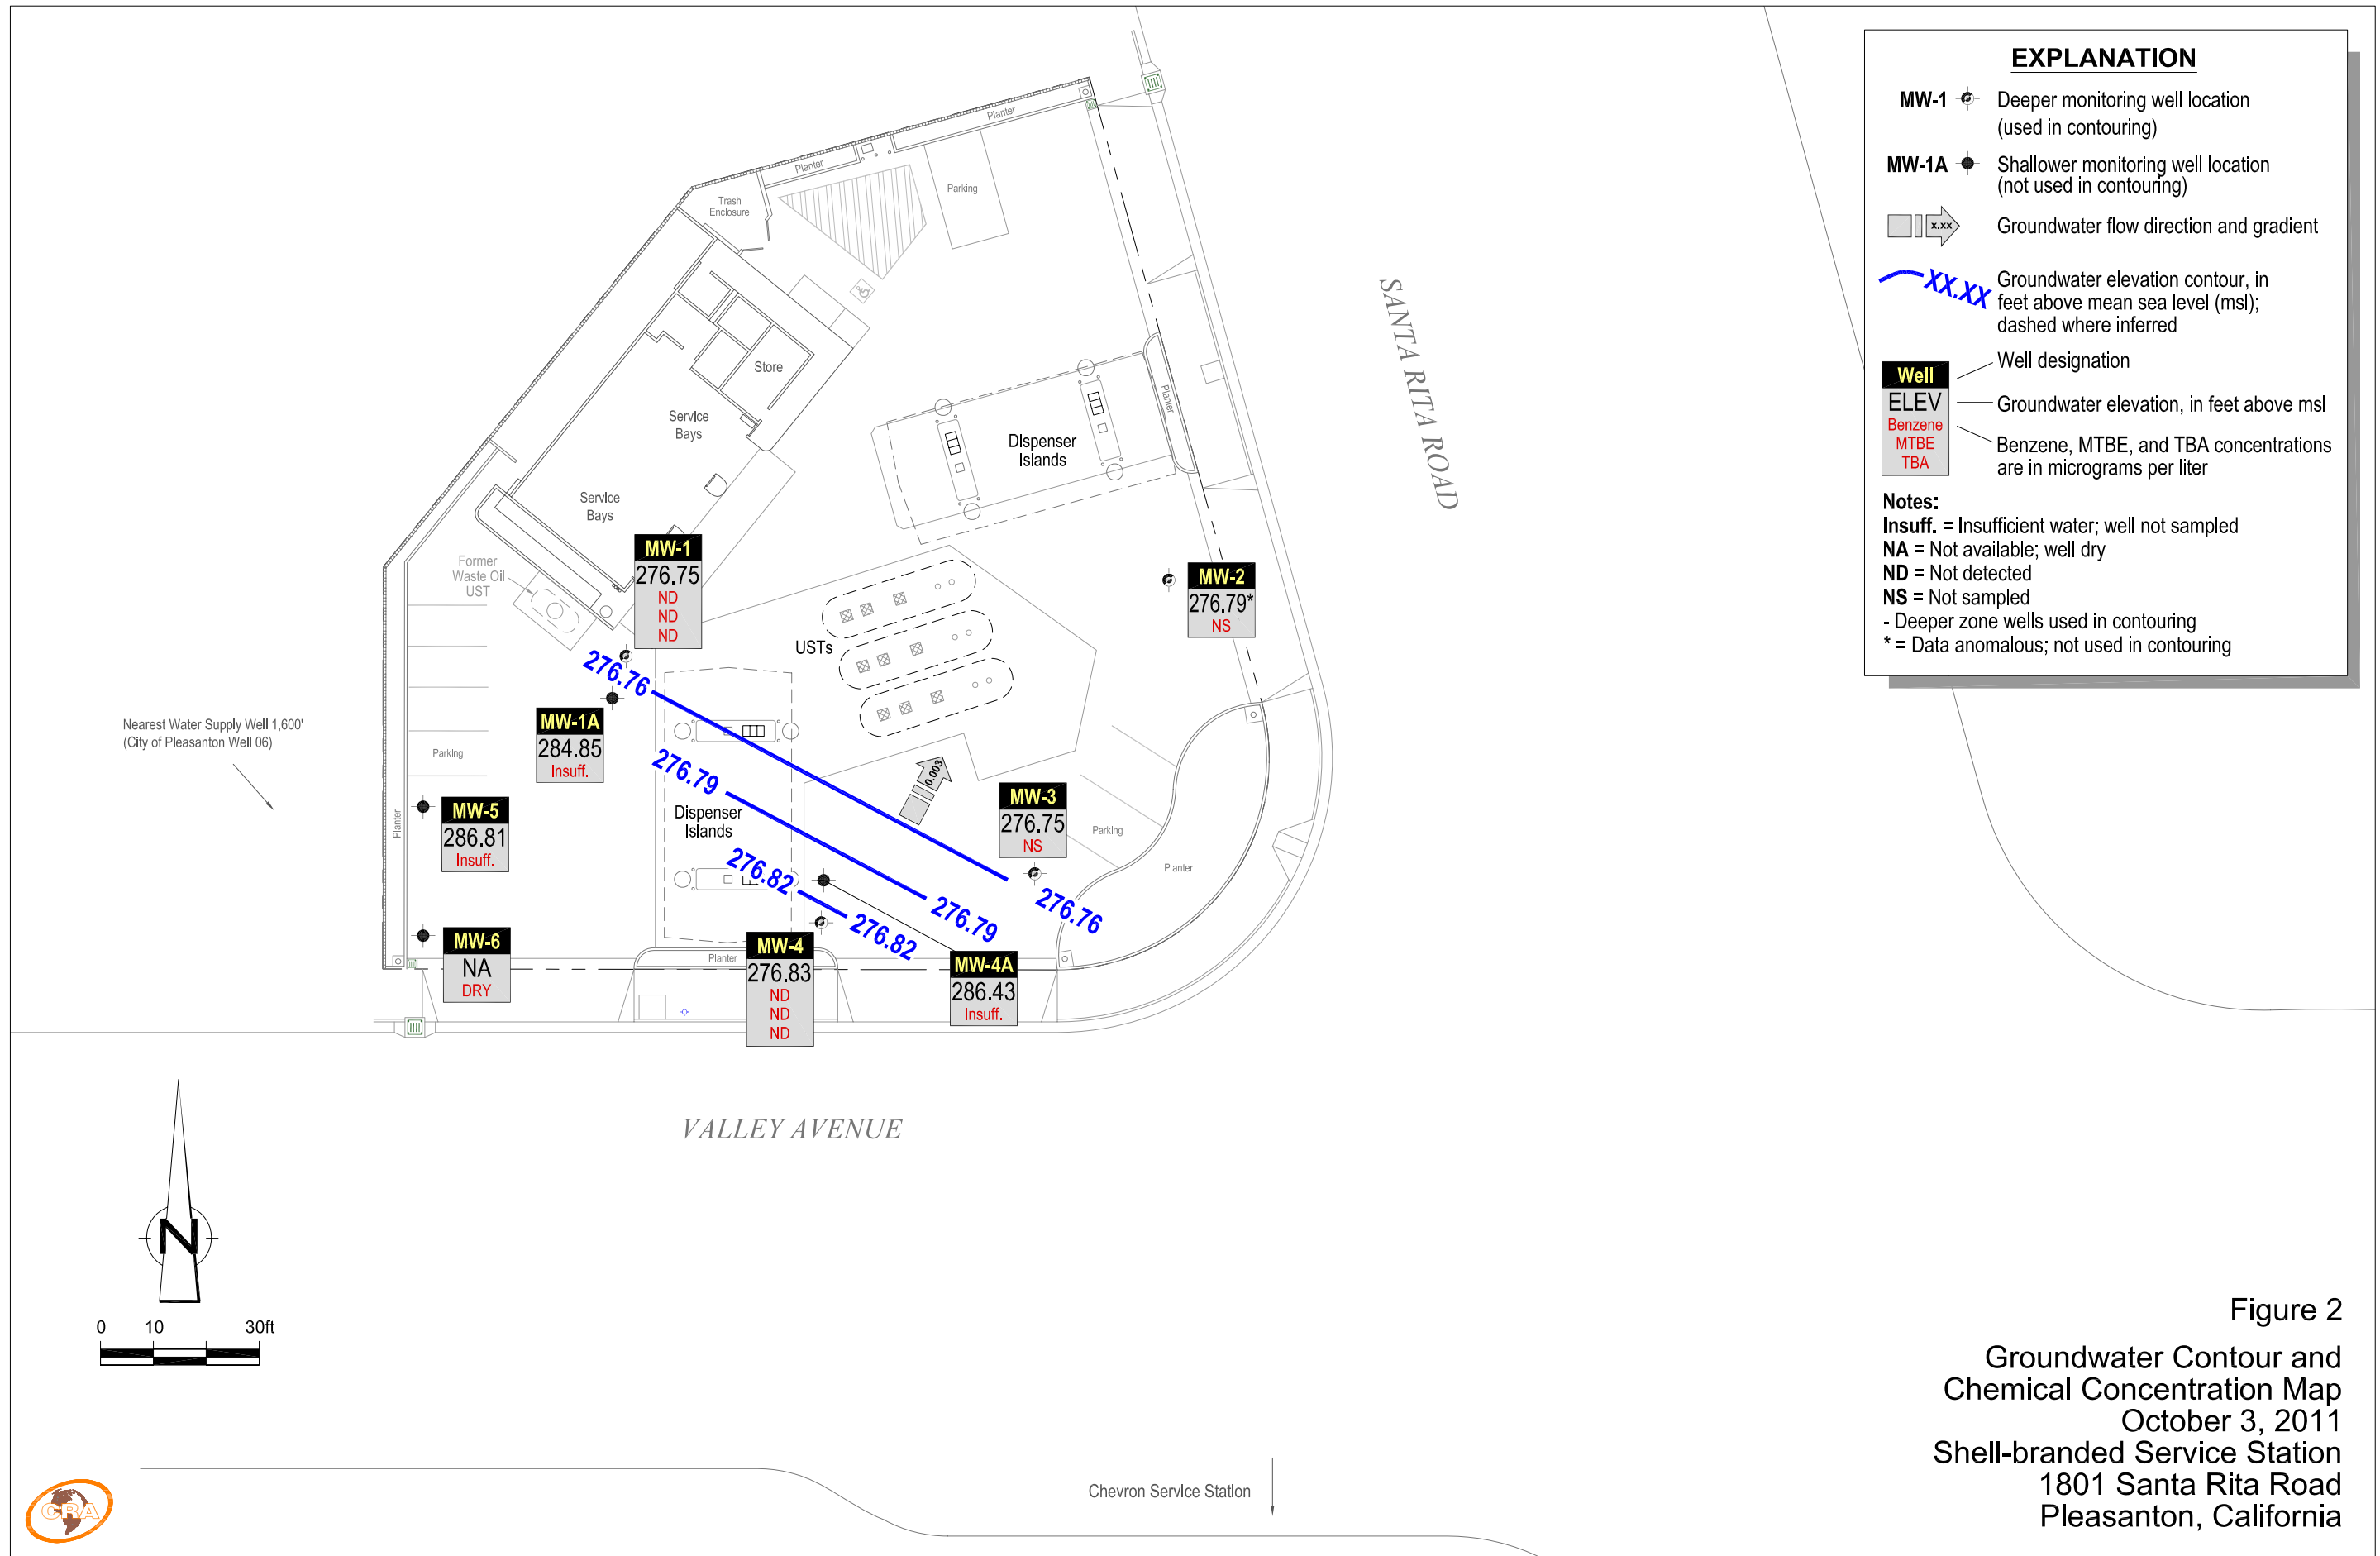 EXPLANATION
MW-1
Deeper monitoring well location
(used in contouring)
MW-1A
Shallower monitoring well location
(not used in contouring)
x.xx
Groundwater flow direction and gradient
XX.XX
Groundwater elevation contour, in
feet above mean sea level (msl);
dashed where inferred
Well
ELEV
Benzene
MTBE
TBA
Well designation
Groundwater elevation, in feet above msl
Benzene, MTBE, and TBA concentrations
are in micrograms per liter
Notes:
Insuff. = Insufficient water; well not sampled
NA = Not available; well dry
ND = Not detected
NS = Not sampled
- Deeper zone wells used in contouring
* = Data anomalous; not used in contouring
Planter
Planter
Parking
Trash
Enclosure
Store
Service
Bays
Service
Bays
Dispenser
Islands
Planter
SANTA RITA ROAD
Former
Waste Oil
UST
MW-1
276.75
ND
ND
ND
MW-2
276.79*
NS
USTs
276.76
MW-1A
284.85
Insuff.
Nearest Water Supply Well 1,600'
(City of Pleasanton Well 06)
Parking
276.79
0.003
MW-5
286.81
Insuff.
Planter
Dispenser
Islands
MW-3
276.75
NS
Parking
Planter
276.82
276.76
276.79
276.82
MW-6
NA
DRY
Planter
MW-4
276.83
ND
ND
ND
MW-4A
286.43
Insuff.
VALLEY AVENUE
N
0 10 30ft
Chevron Service Station
CRA
Figure 2
Groundwater Contour and
Chemical Concentration Map
October 3, 2011
Shell-branded Service Station
1801 Santa Rita Road
Pleasanton, California